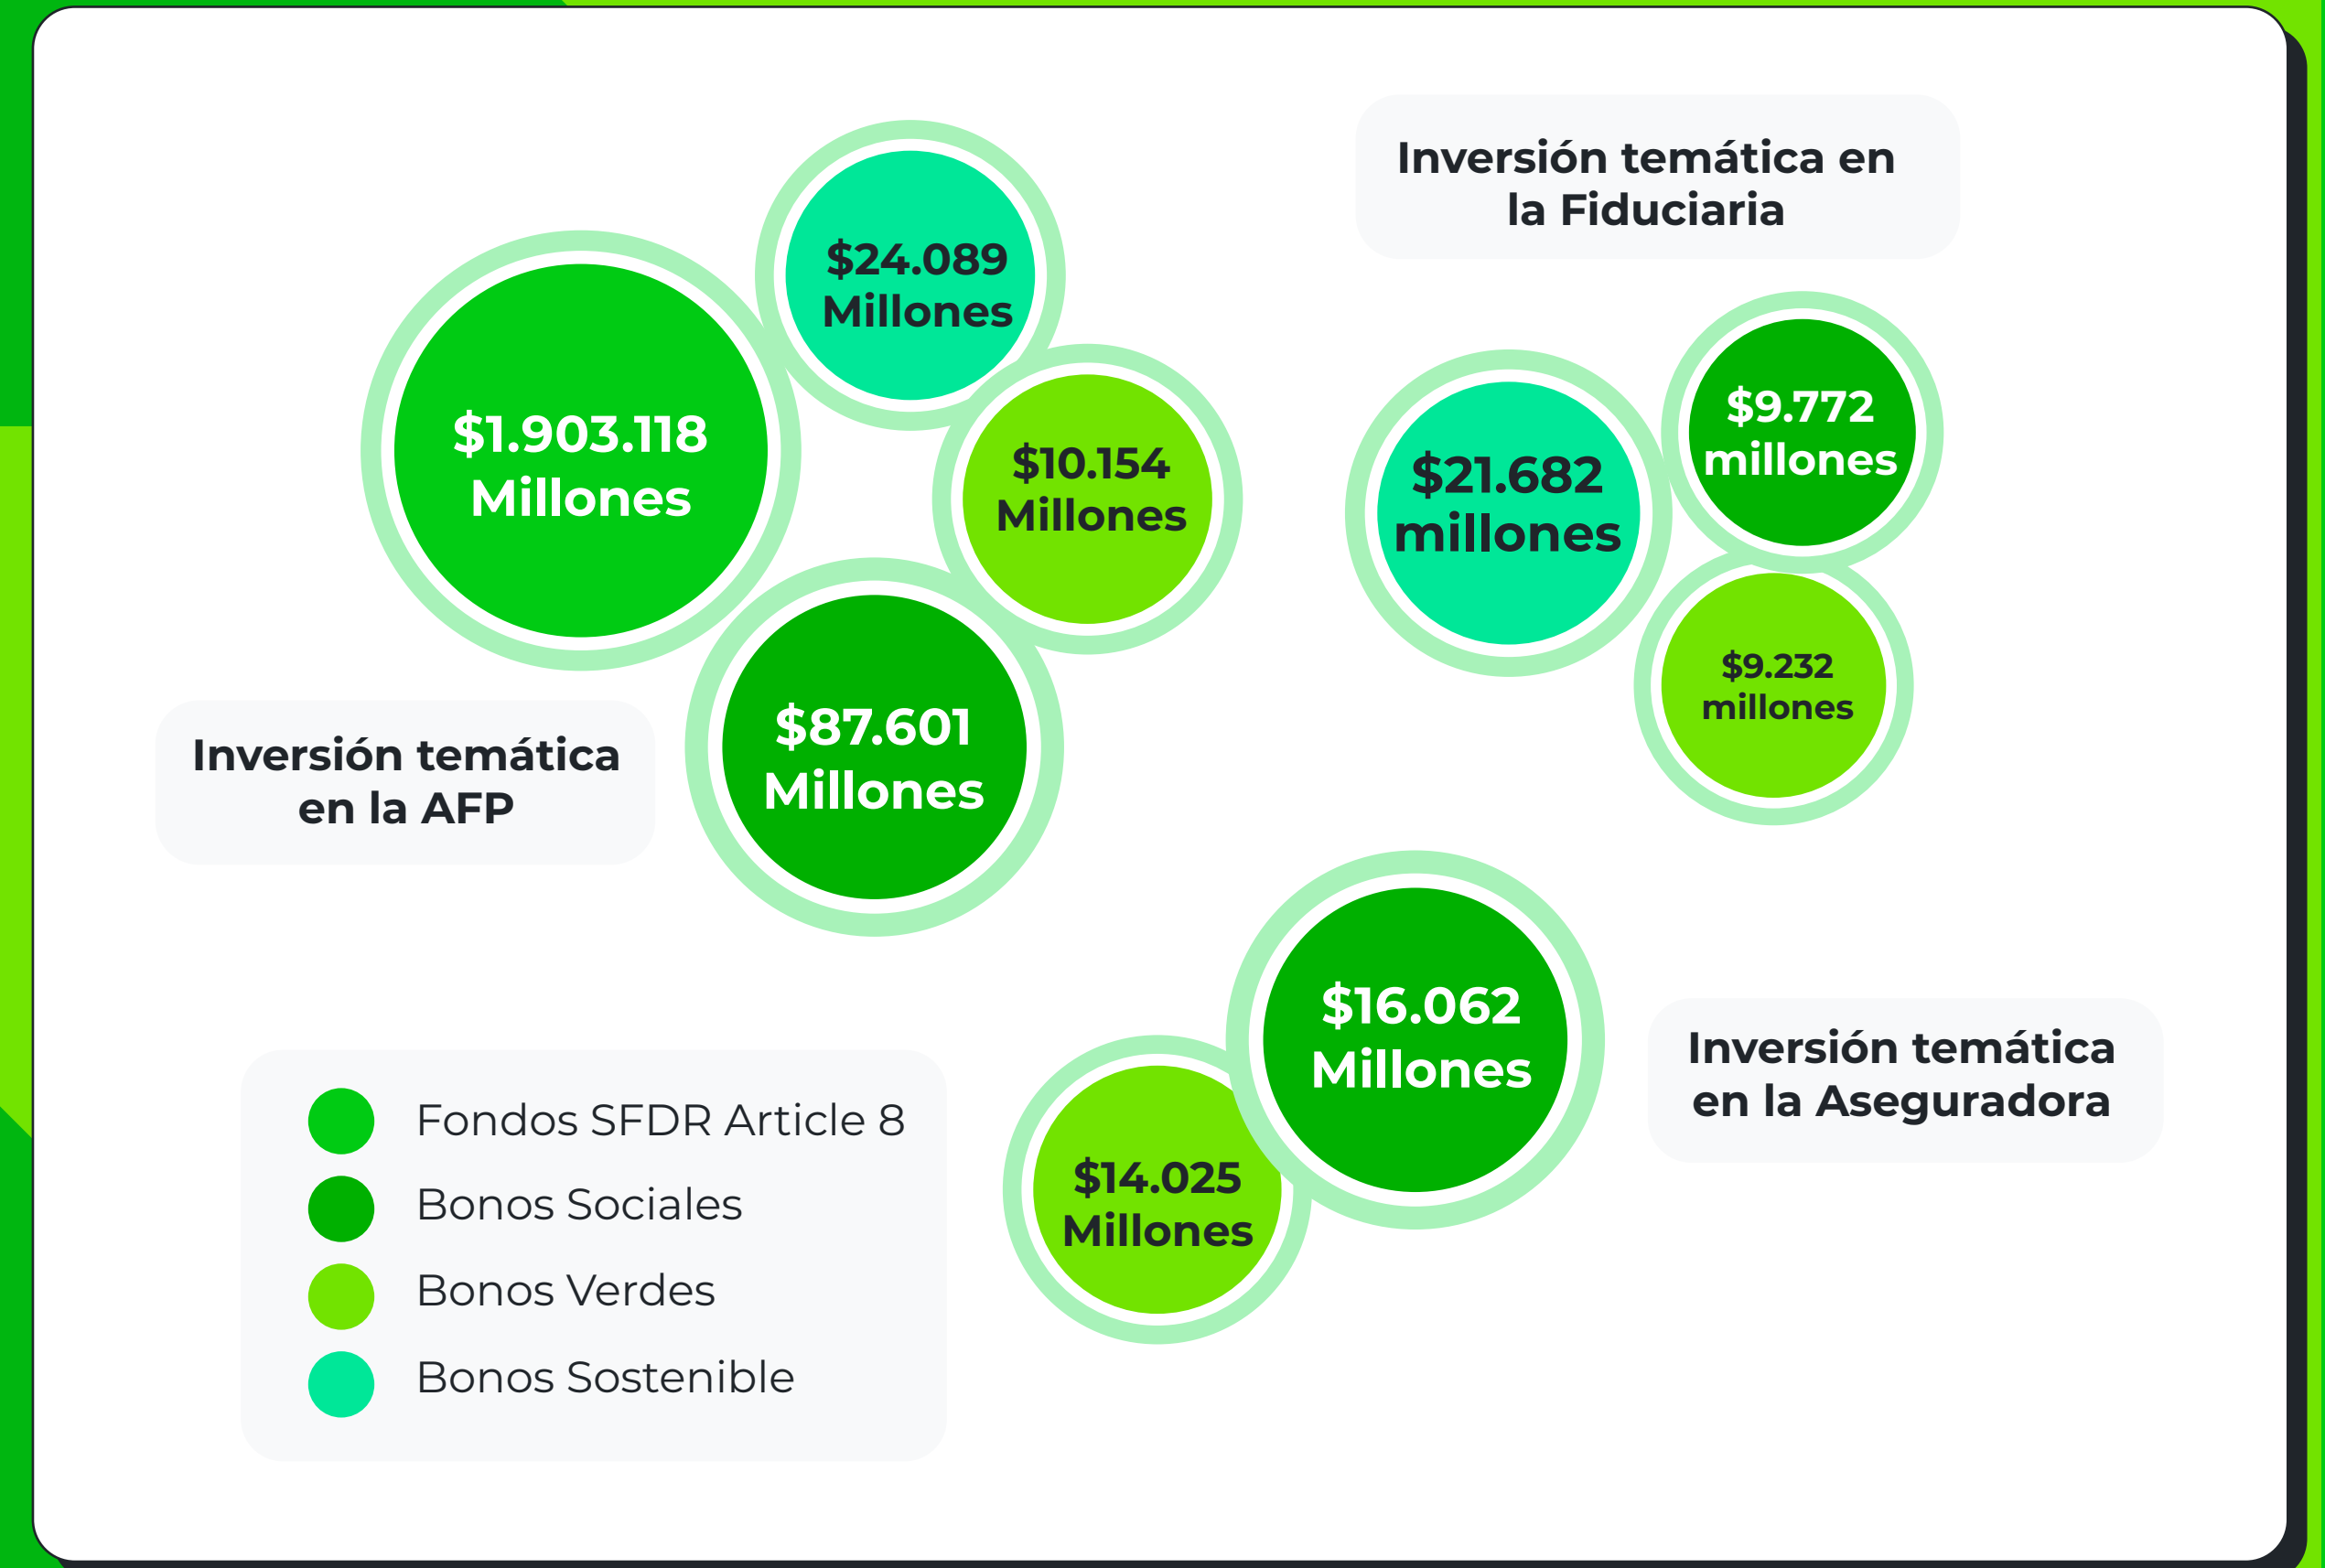 $24.089
Millones
$1.903.118
Millones
$10.154
Millones
$87.601
Millones
Inversión temática
en la AFP
Inversión temática en
la Fiduciaria
$9.772
millones
$21.682
millones
$9.232
millones
$16.062
Millones
$14.025
Millones
Inversión temática
en la Aseguradora
Fondos SFDR Article 8
Bonos Sociales
Bonos Verdes
Bonos Sostenible